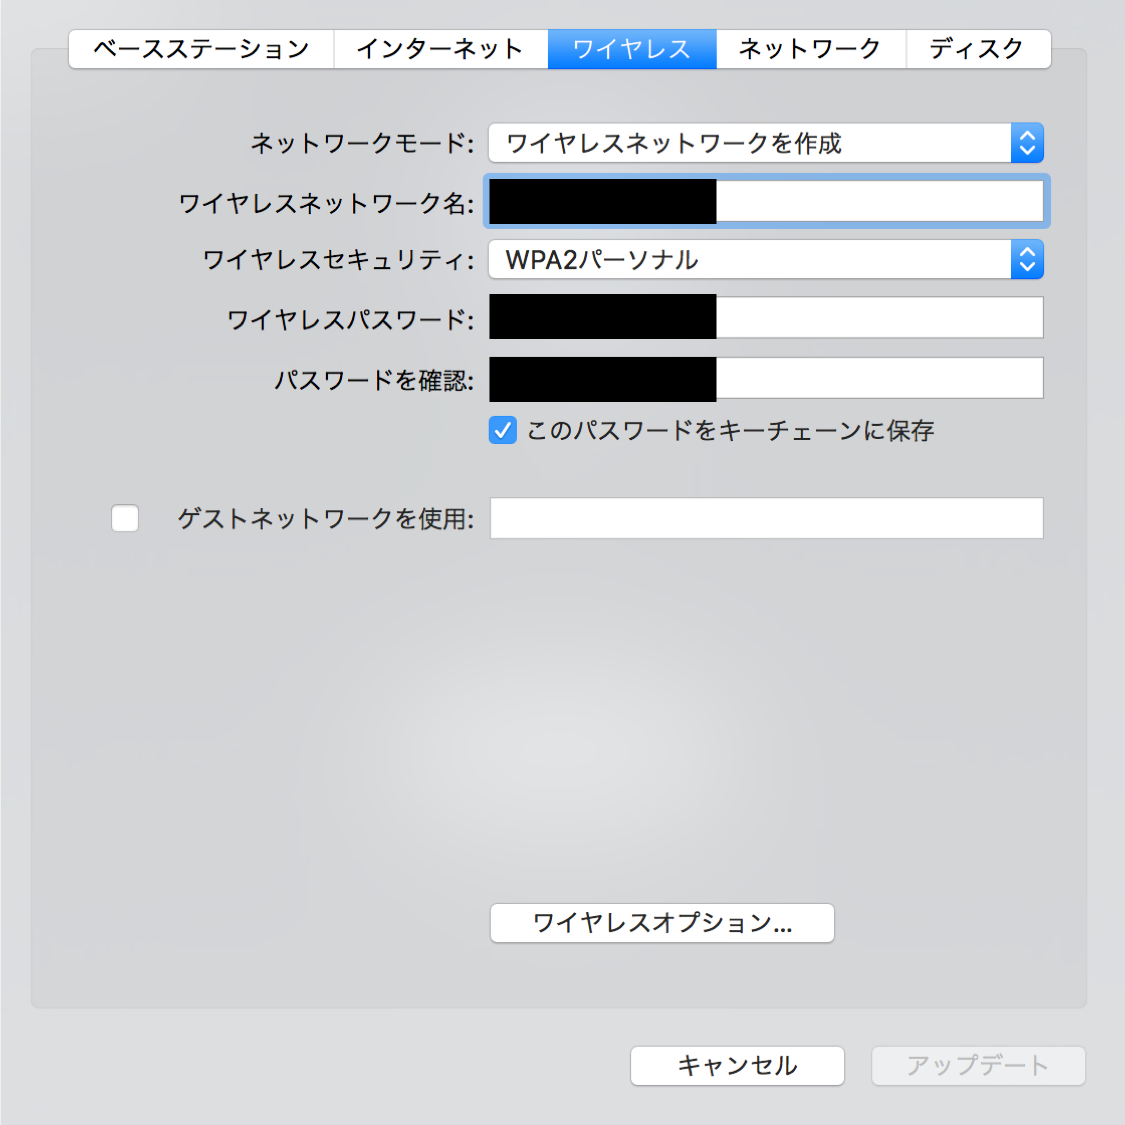 ベースステーション インターネット ワイヤレス ネットワーク ディスク
ネットワークモード: ワイヤレスネットワークを作成
ワイヤレスネットワーク名:
ワイヤレスセキュリティ: WPA2パーソナル
ワイヤレスパスワード:
パスワードを確認:
このパスワードをキーチェーンに保存
ゲストネットワークを使用:
ワイヤレスオプション...
キャンセル アップデート